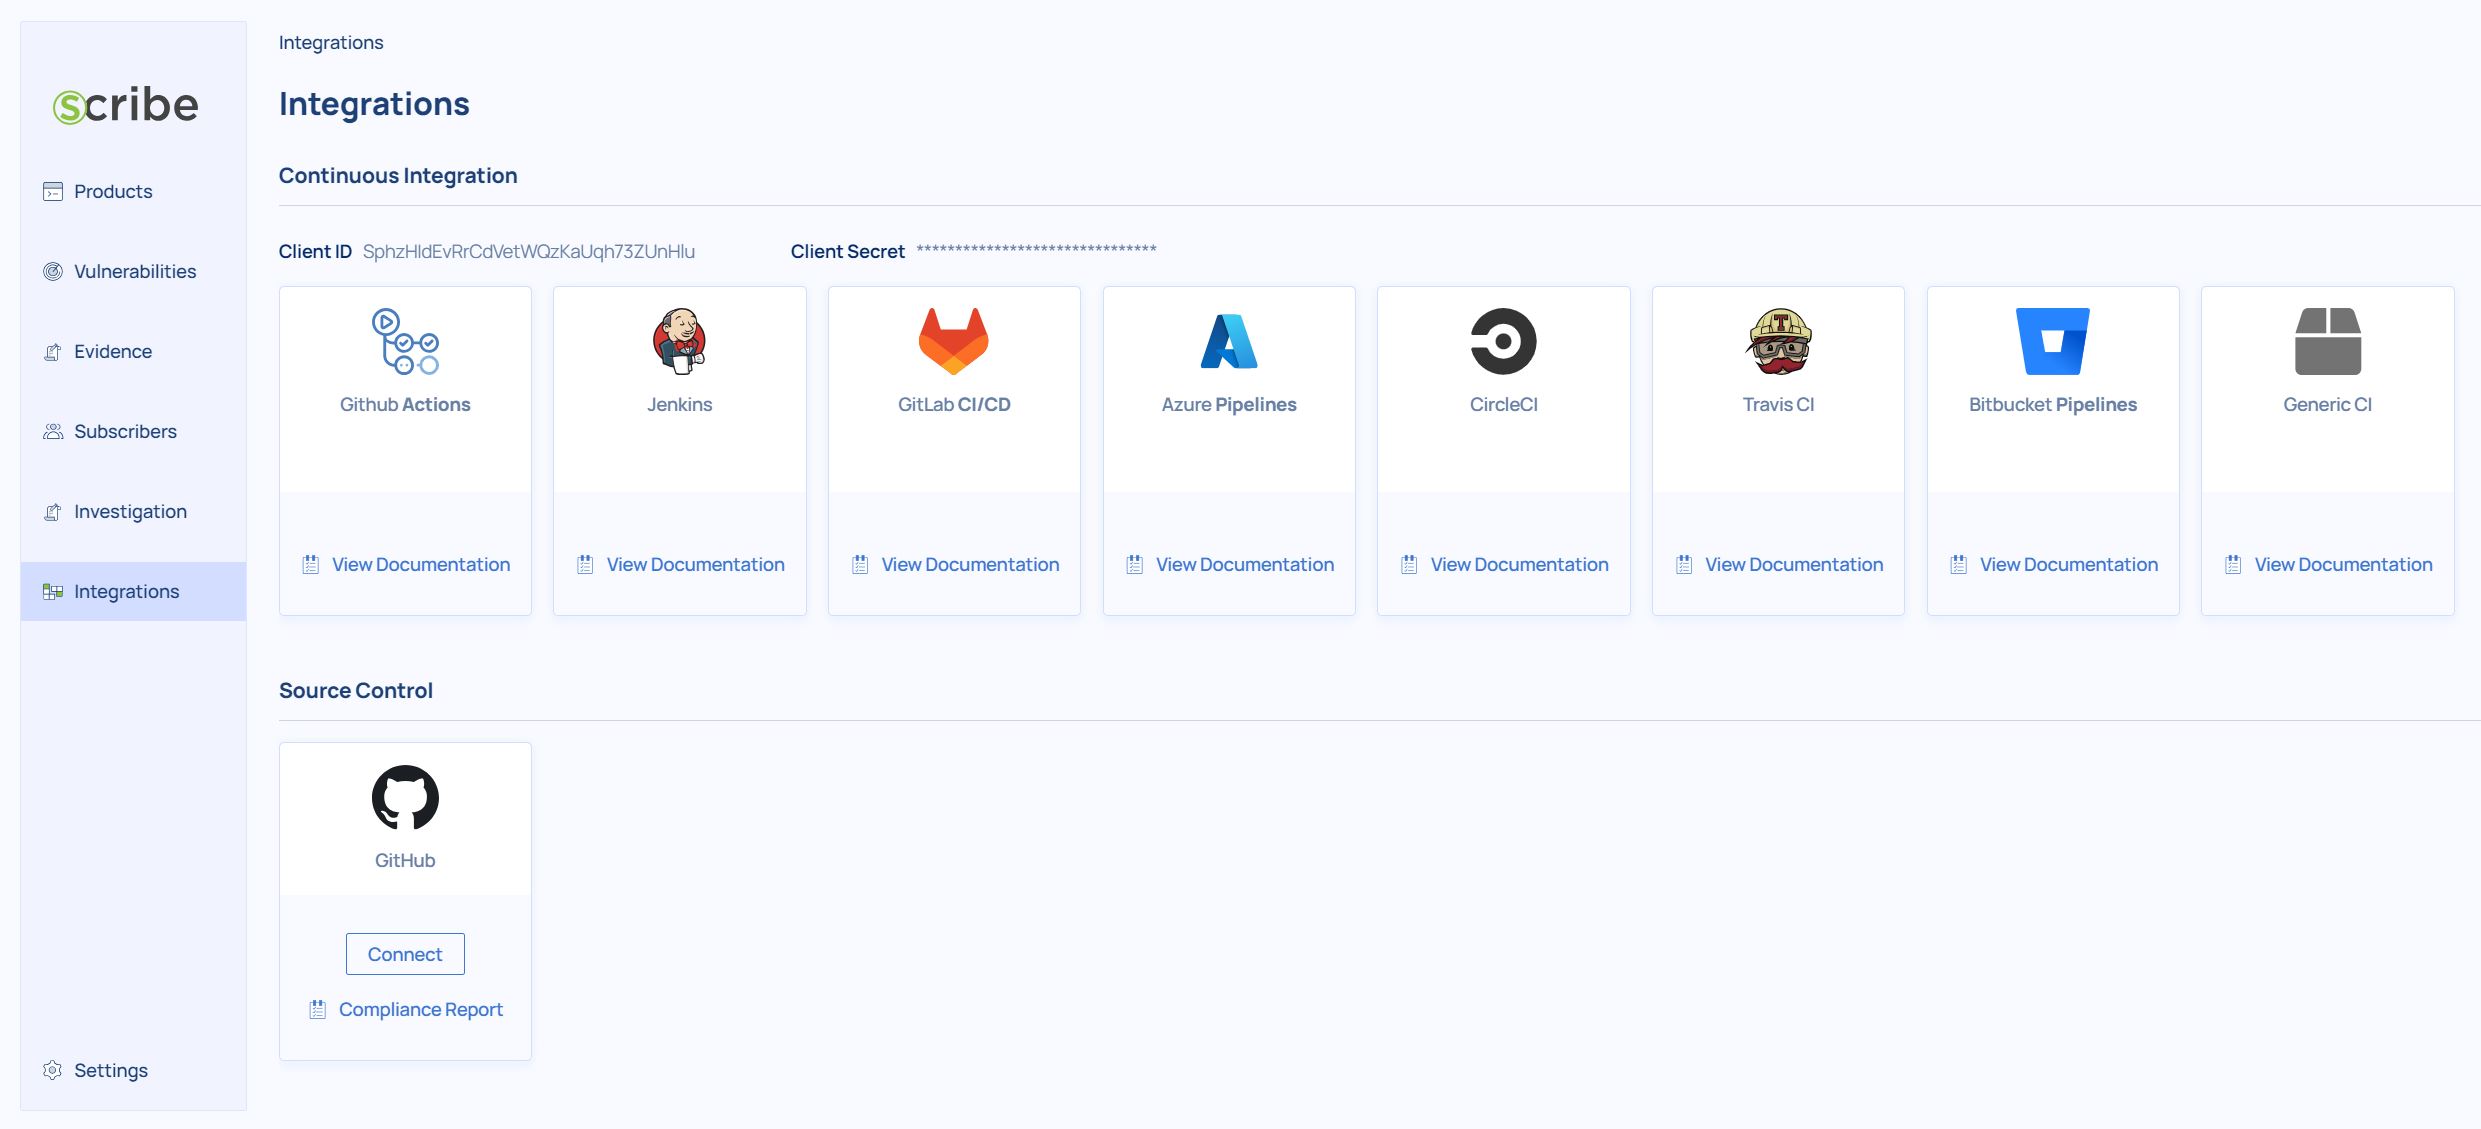 scribe
Products
Vulnerabilities
Evidence
Subscribers
Investigation
Integrations
Settings
Integrations
Integrations
Continuous Integration
Client ID SphzHIdEvRrCdVetWQzKaUqh73ZUnHlu Client Secret *******************************
Github Actions
View Documentation
Jenkins
View Documentation
GitLab CI/CD
View Documentation
Azure Pipelines
View Documentation
CircleCI
View Documentation
Travis CI
View Documentation
Bitbucket Pipelines
View Documentation
Generic CI
View Documentation
Source Control
GitHub
Connect
Compliance Report